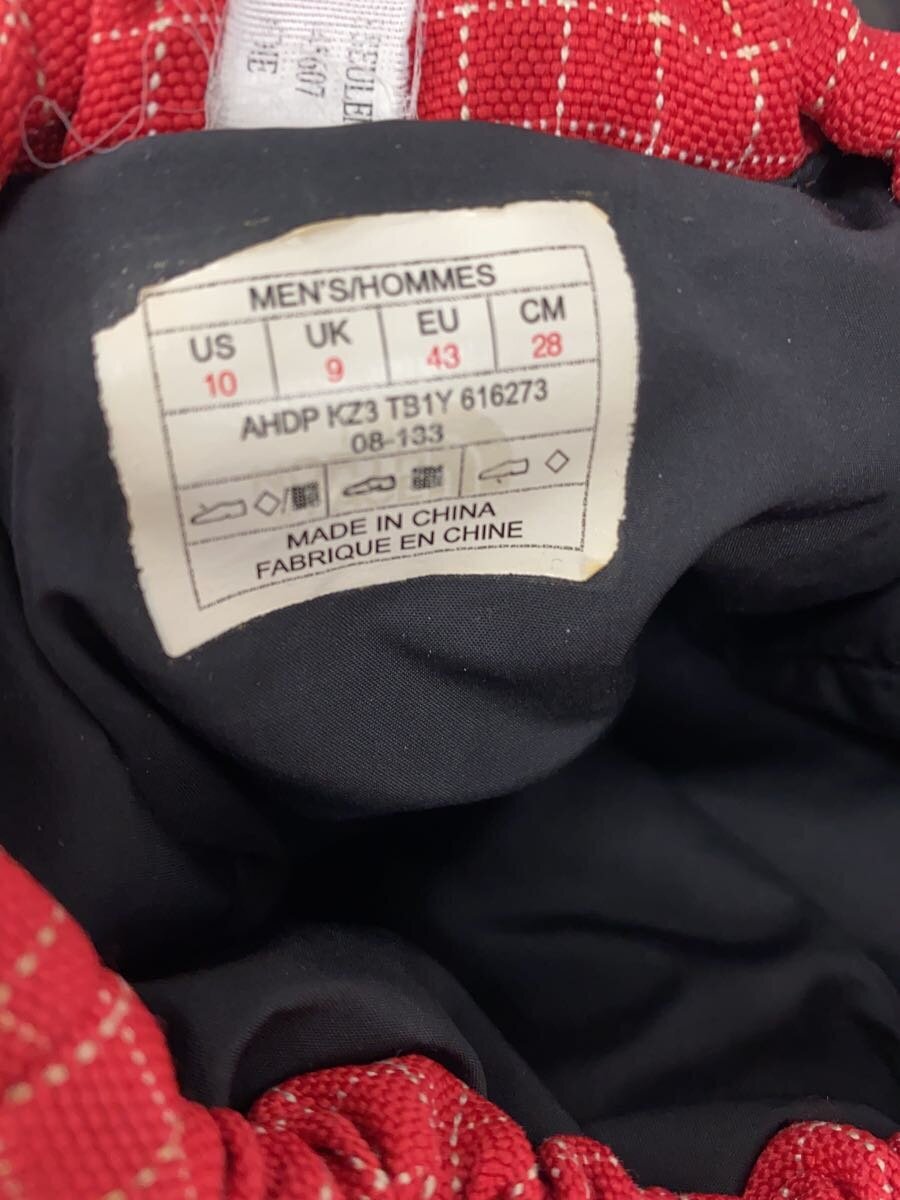 MEN'S/HOMMES
US UK EU CM
10 9 43 28
AHDP KZ3 TB1Y 616273
08-133
MADE IN CHINA
FABRIQUE EN CHINE